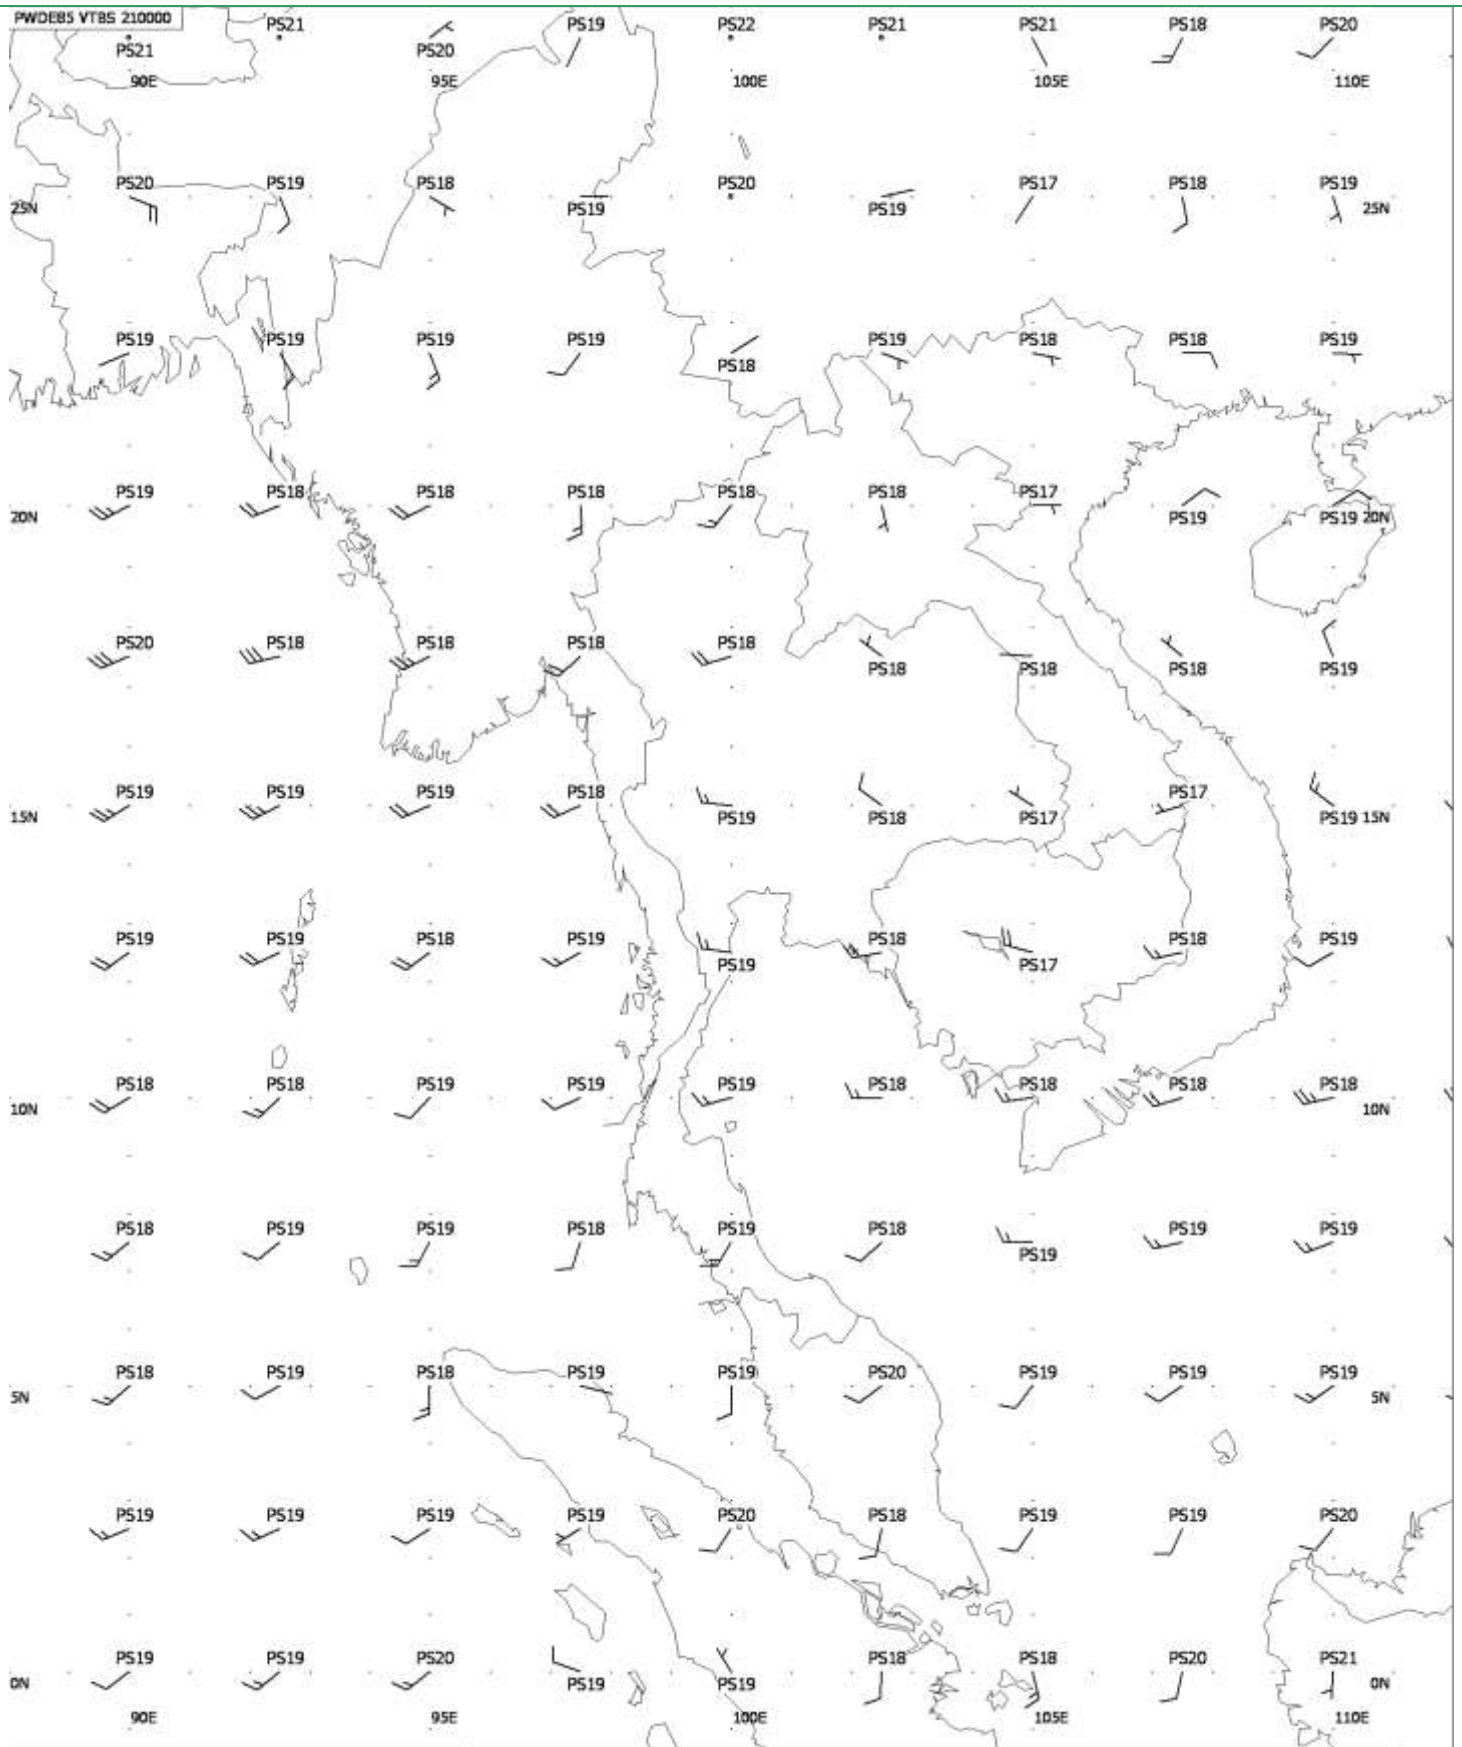 PWDE85 VTBS 210000
PS21 PS21 PS20 PS19 PS22 PS21 PS21 PS18 PS20
90E 95E 100E 105E 110E
PS20 PS19 PS18 PS19 PS20 PS19 PS17 PS18 PS19
25N 25N
PS19 PS19 PS19 PS19 PS18 PS19 PS18 PS18 PS19
PS19 PS18 PS18 PS18 PS18 PS18 PS17 PS19 PS19
20N 20N
PS20 PS18 PS18 PS18 PS18 PS18 PS18 PS18 PS19
PS19 PS19 PS19 PS18 PS19 PS18 PS17 PS17 PS19
15N 15N
PS19 PS19 PS18 PS19 PS19 PS18 PS17 PS18 PS19
PS18 PS18 PS19 PS19 PS19 PS18 PS18 PS18 PS18
10N 10N
PS18 PS19 PS19 PS18 PS19 PS18 PS19 PS19 PS19
PS18 PS19 PS18 PS19 PS19 PS20 PS19 PS19 PS19
5N 5N
PS19 PS19 PS19 PS19 PS20 PS18 PS19 PS19 PS20
PS19 PS19 PS20 PS19 PS19 PS18 PS18 PS20 PS21
0N 0N
90E 95E 100E 105E 110E